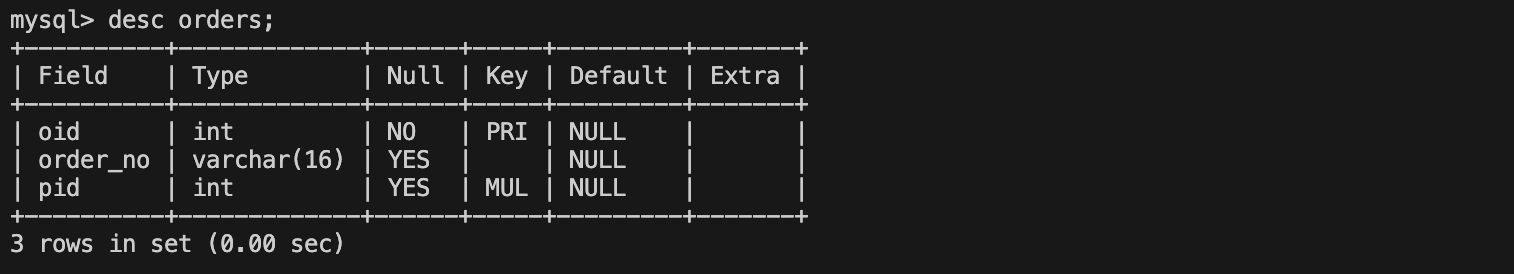 mysql> desc orders;
+----------+-------------+------+-----+---------+-------+
| Field    | Type        | Null | Key | Default | Extra |
+----------+-------------+------+-----+---------+-------+
| oid      | int         | NO   | PRI | NULL    |       |
| order_no | varchar(16) | YES  |     | NULL    |       |
| pid      | int         | YES  | MUL | NULL    |       |
+----------+-------------+------+-----+---------+-------+
3 rows in set (0.00 sec)